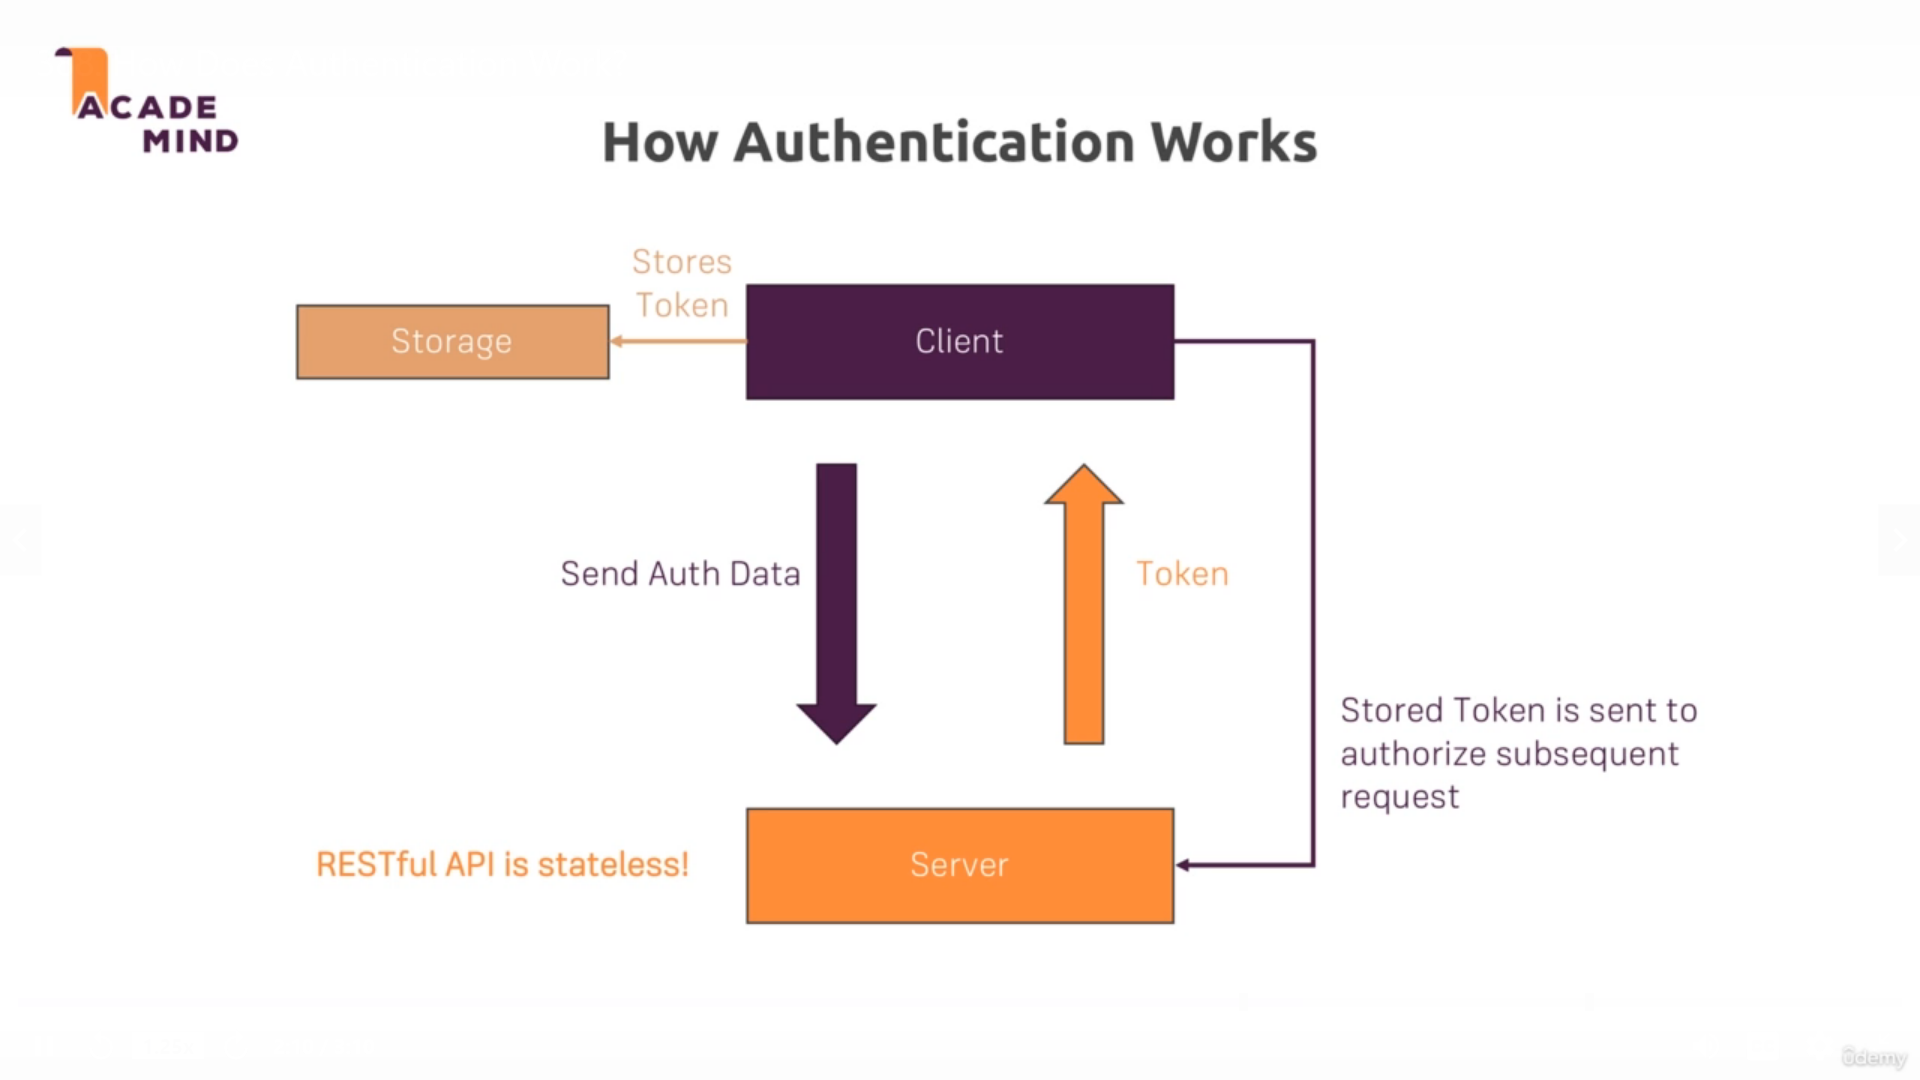 ACADE
MIND
How Authentication Works
Stores
Token
Storage
Client
Send Auth Data
Token
Stored Token is sent to
authorize subsequent
request
RESTful API is stateless!
Server
ûdemy